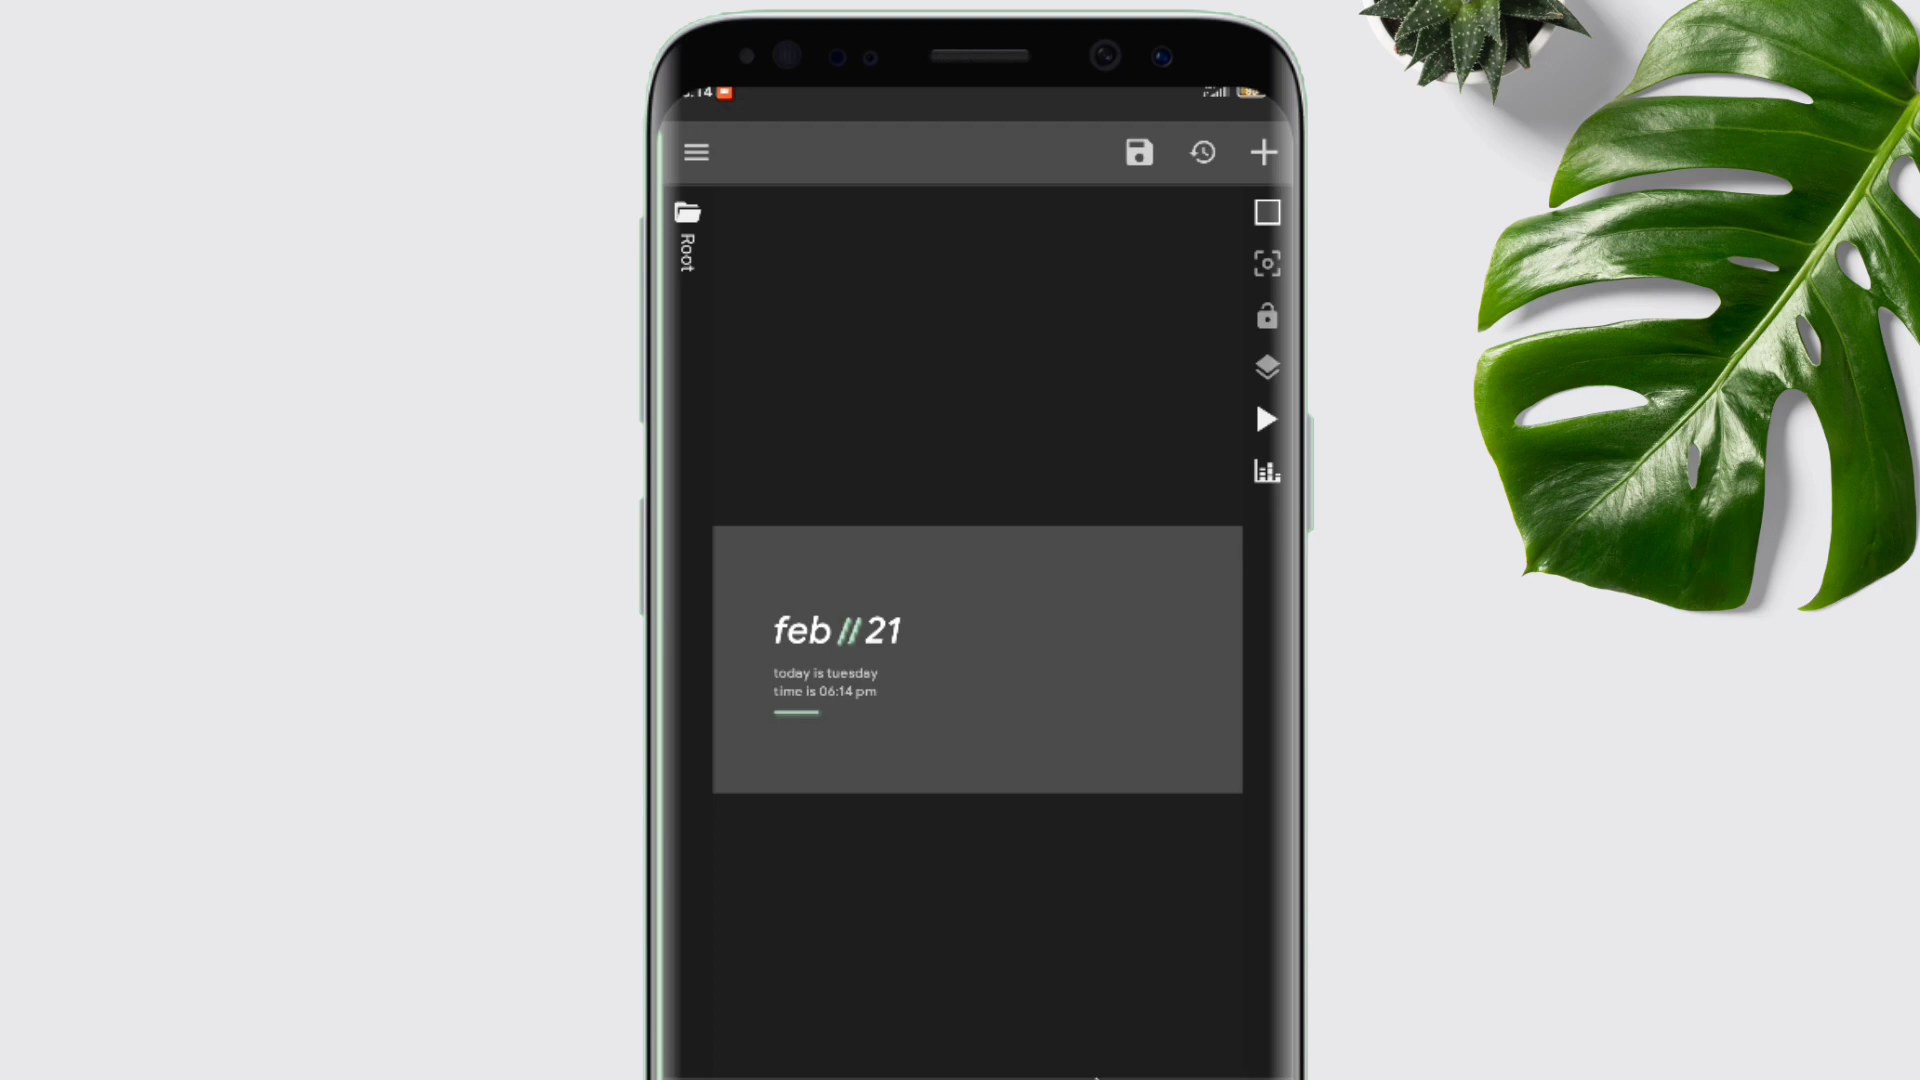 Root
feb // 21
today is tuesday
time is 06:14 pm